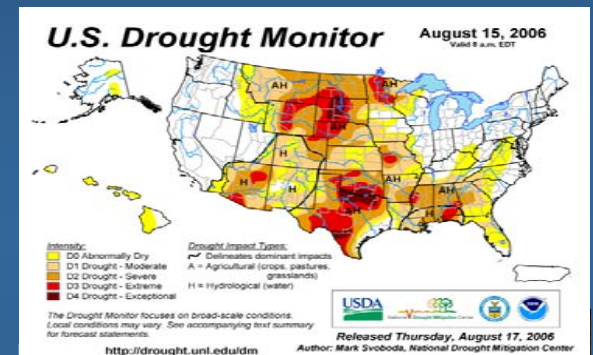 U.S. Drought Monitor
August 15, 2006
Valid 8 a.m. EDT
AH
AH
AH
H
H
H
AH
AH
H
Intensity:
D0 Abnormally Dry
D1 Drought - Moderate
D2 Drought - Severe
D3 Drought - Extreme
D4 Drought - Exceptional
Drought Impact Types:
Delineates dominant impacts
A = Agricultural (crops, pastures,
grasslands)
H = Hydrological (water)
The Drought Monitor focuses on broad-scale conditions.
Local conditions may vary. See accompanying text summary
for forecast statements.
http://drought.unl.edu/dm
USDA
National Drought Mitigation Center
Released Thursday, August 17, 2006
Author: Mark Svoboda, National Drought Mitigation Center